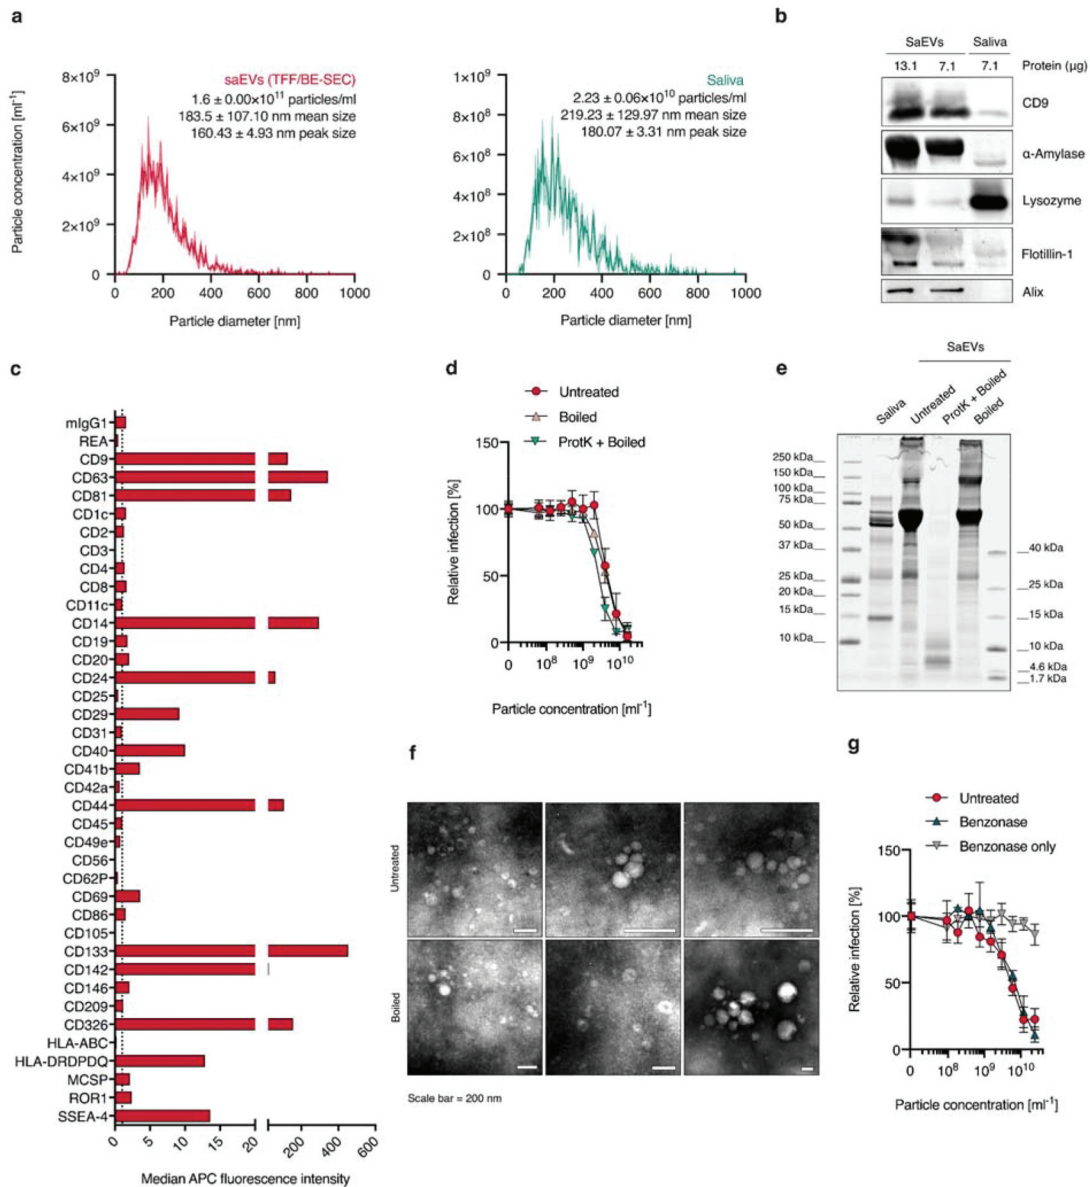 a
saEVs (TFF/BE-SEC)
1.6 ± 0.00×10¹¹ particles/ml
183.5 ± 107.10 nm mean size
160.43 ± 4.93 nm peak size
8×10⁹
6×10⁹
4×10⁹
2×10⁹
0
Particle concentration [ml⁻¹]
0 200 400 600 800 1000
Particle diameter [nm]
Saliva
2.23 ± 0.06×10¹⁰ particles/ml
219.23 ± 129.97 nm mean size
180.07 ± 3.31 nm peak size
1×10⁹
8×10⁸
6×10⁸
4×10⁸
2×10⁸
0
0 200 400 600 800 1000
Particle diameter [nm]
b
SaEVs Saliva
13.1 7.1 7.1 Protein (µg)
CD9
α-Amylase
Lysozyme
Flotillin-1
Alix
c
mIgG1
REA
CD9
CD63
CD81
CD1c
CD2
CD3
CD4
CD8
CD11c
CD14
CD19
CD20
CD24
CD25
CD29
CD31
CD40
CD41b
CD42a
CD44
CD45
CD49e
CD56
CD62P
CD69
CD86
CD105
CD133
CD142
CD146
CD209
CD326
HLA-ABC
HLA-DRDPDQ
MCSP
ROR1
SSEA-4
0 5 10 15 20 200 400 600
Median APC fluorescence intensity
d
Untreated
Boiled
ProtK + Boiled
150
100
50
0
Relative infection [%]
0 10⁸ 10⁹ 10¹⁰
Particle concentration [ml⁻¹]
e
SaEVs
Saliva
Untreated
ProtK + Boiled
Boiled
250 kDa
150 kDa
100 kDa
75 kDa
50 kDa
37 kDa
25 kDa
20 kDa
15 kDa
10 kDa
40 kDa
25 kDa
15 kDa
10 kDa
4.6 kDa
1.7 kDa
f
Untreated
Boiled
Scale bar = 200 nm
g
Untreated
Benzonase
Benzonase only
150
100
50
0
Relative infection [%]
0 10⁸ 10⁹ 10¹⁰
Particle concentration [ml⁻¹]